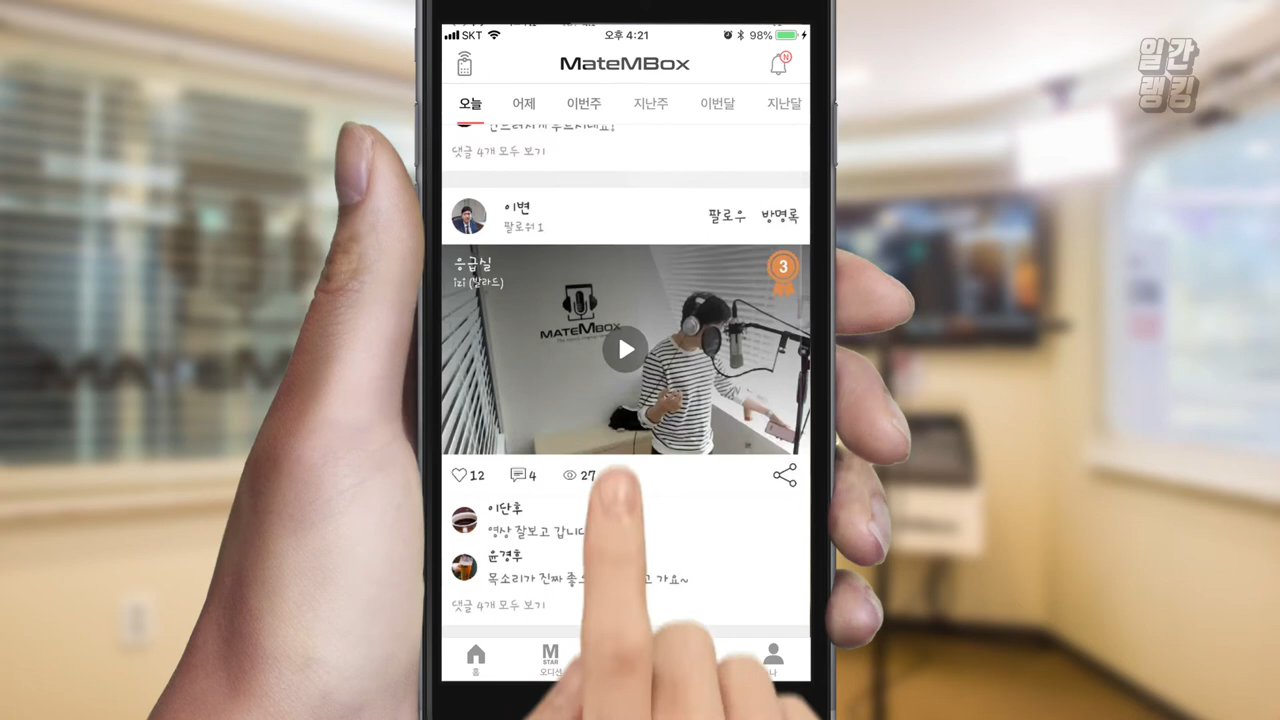 SKT
오후 4:21
98%
MateMBox
N
일간
랭킹
오늘 어제 이번주 지난주 이번달 지난달
댓글 4개 모두 보기
이변
팔로워 1
팔로우 방명록
응급실
izi (발라드)
3
MATEMBOX
12 4 27
이단후
영상 잘보고 갑니다
윤경후
목소리가 진짜 가요~
댓글 4개 모두 보기
홈
M
STAR
오디션
나